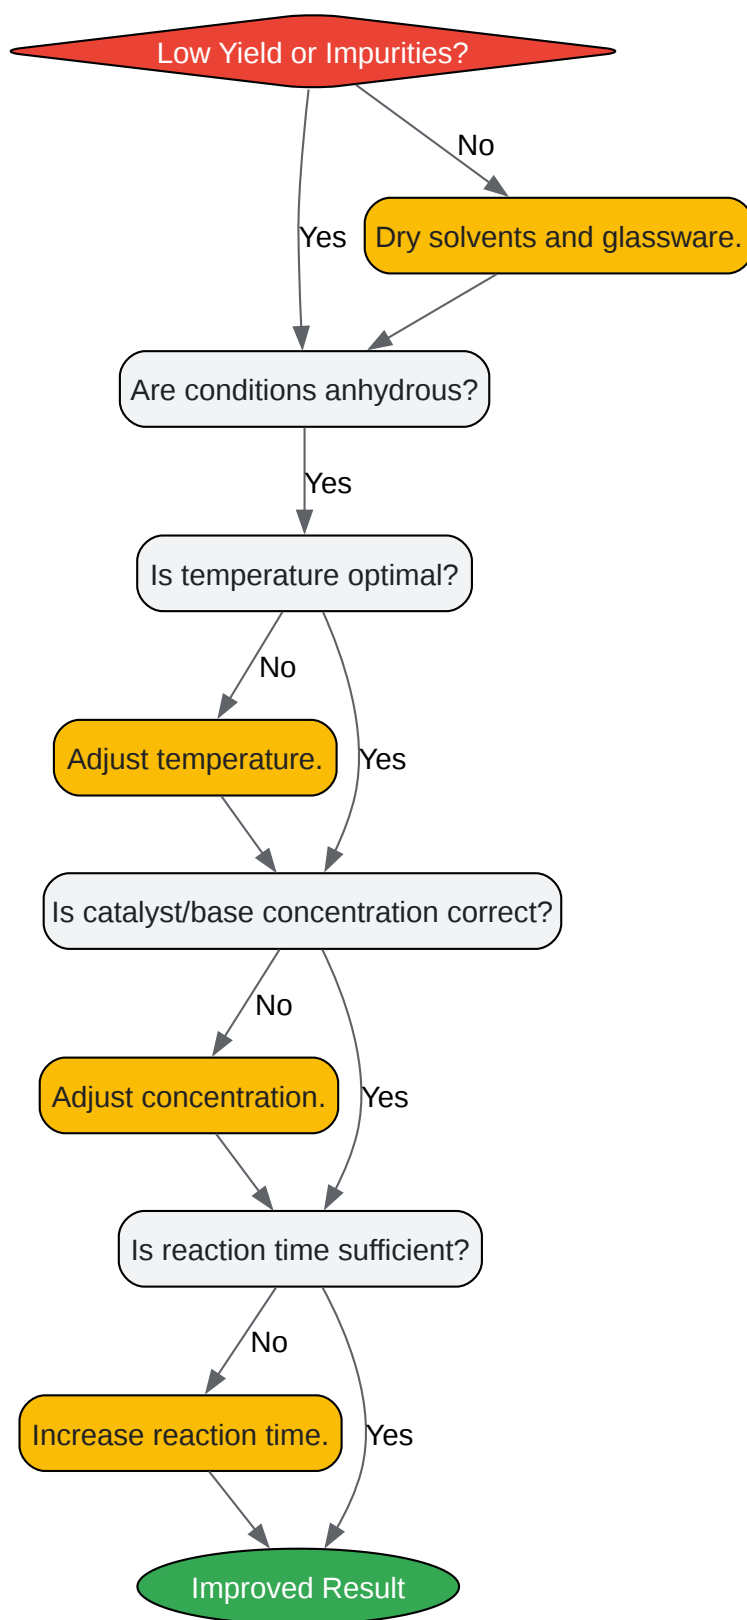 Low Yield or Impurities?
No
Yes
Dry solvents and glassware.
Are conditions anhydrous?
Yes
Is temperature optimal?
No
Adjust temperature.
Yes
Is catalyst/base concentration correct?
No
Adjust concentration.
Yes
Is reaction time sufficient?
No
Increase reaction time.
Yes
Improved Result